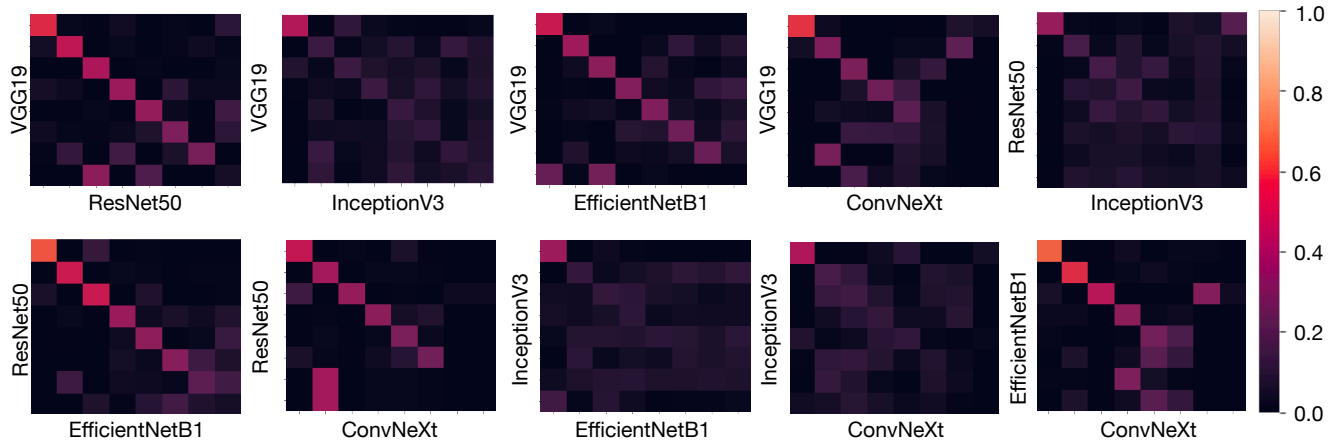 VGG19
ResNet50
VGG19
InceptionV3
VGG19
EfficientNetB1
VGG19
ConvNeXt
ResNet50
InceptionV3
ResNet50
EfficientNetB1
ResNet50
ConvNeXt
InceptionV3
EfficientNetB1
InceptionV3
ConvNeXt
EfficientNetB1
ConvNeXt
1.0
0.8
0.6
0.4
0.2
0.0